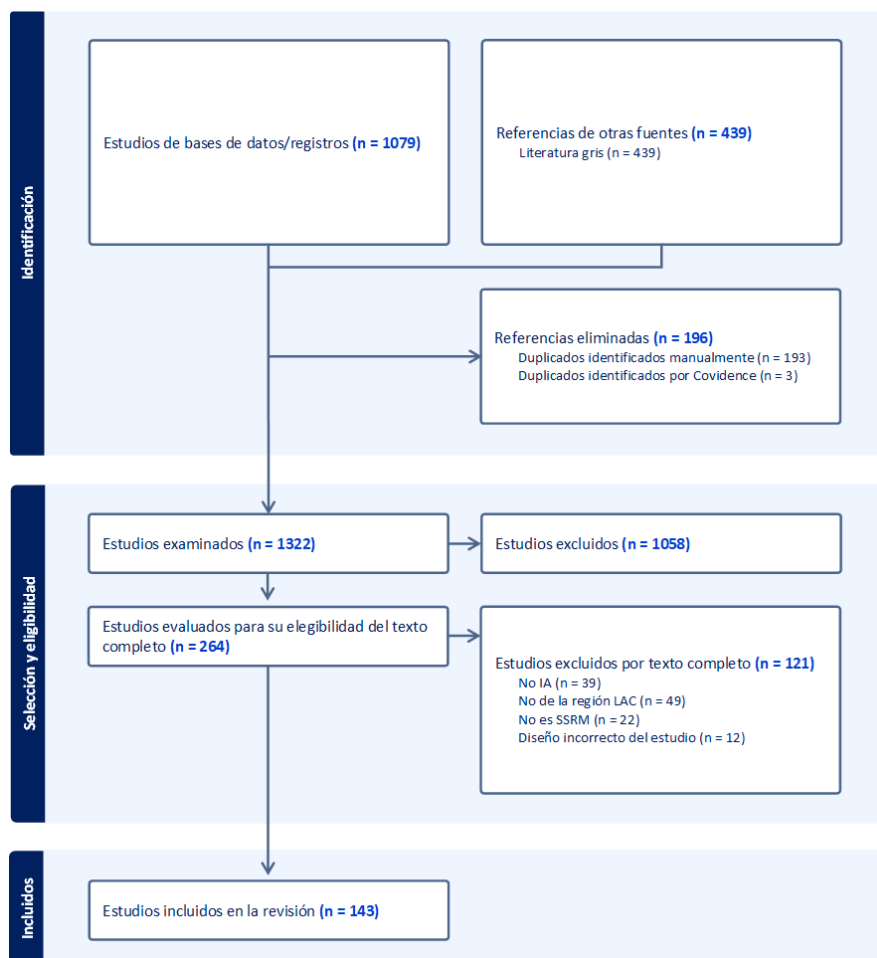 Identificación
Estudios de bases de datos/registros (n = 1079)
Referencias de otras fuentes (n = 439)
Literatura gris (n = 439)
Referencias eliminadas (n = 196)
Duplicados identificados manualmente (n = 193)
Duplicados identificados por Covidence (n = 3)
Selección y eligibilidad
Estudios examinados (n = 1322)
Estudios excluidos (n = 1058)
Estudios evaluados para su elegibilidad del texto
completo (n = 264)
Estudios excluidos por texto completo (n = 121)
No IA (n = 39)
No de la región LAC (n = 49)
No es SSRM (n = 22)
Diseño incorrecto del estudio (n = 12)
Incluidos
Estudios incluidos en la revisión (n = 143)